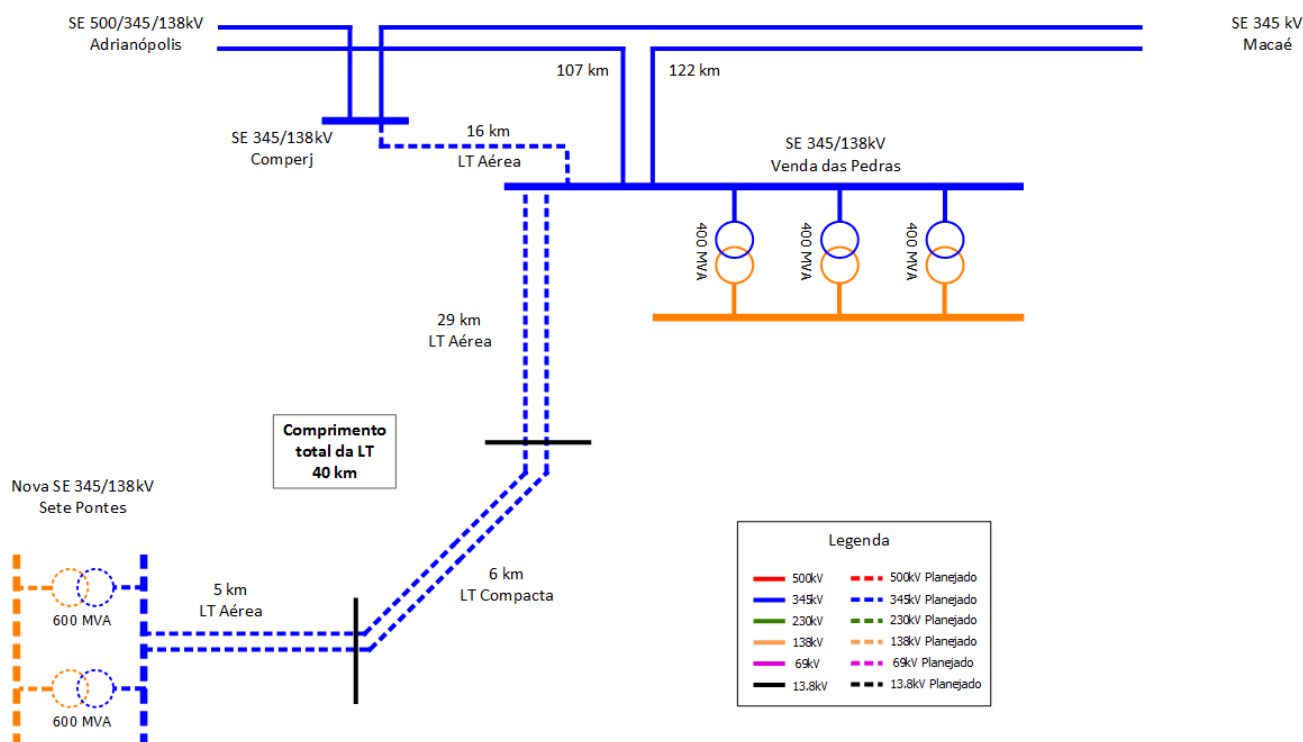 SE 500/345/138kV
Adrianópolis
SE 345 kV
Macaé
107 km
122 km
SE 345/138kV
Comperj
16 km
LT Aérea
SE 345/138kV
Venda das Pedras
400 MVA
400 MVA
400 MVA
29 km
LT Aérea
Comprimento
total da LT
40 km
Nova SE 345/138kV
Sete Pontes
600 MVA
600 MVA
5 km
LT Aérea
6 km
LT Compacta
Legenda
500kV
500kV Planejado
345kV
345kV Planejado
230kV
230kV Planejado
138kV
138kV Planejado
69kV
69kV Planejado
13.8kV
13.8kV Planejado